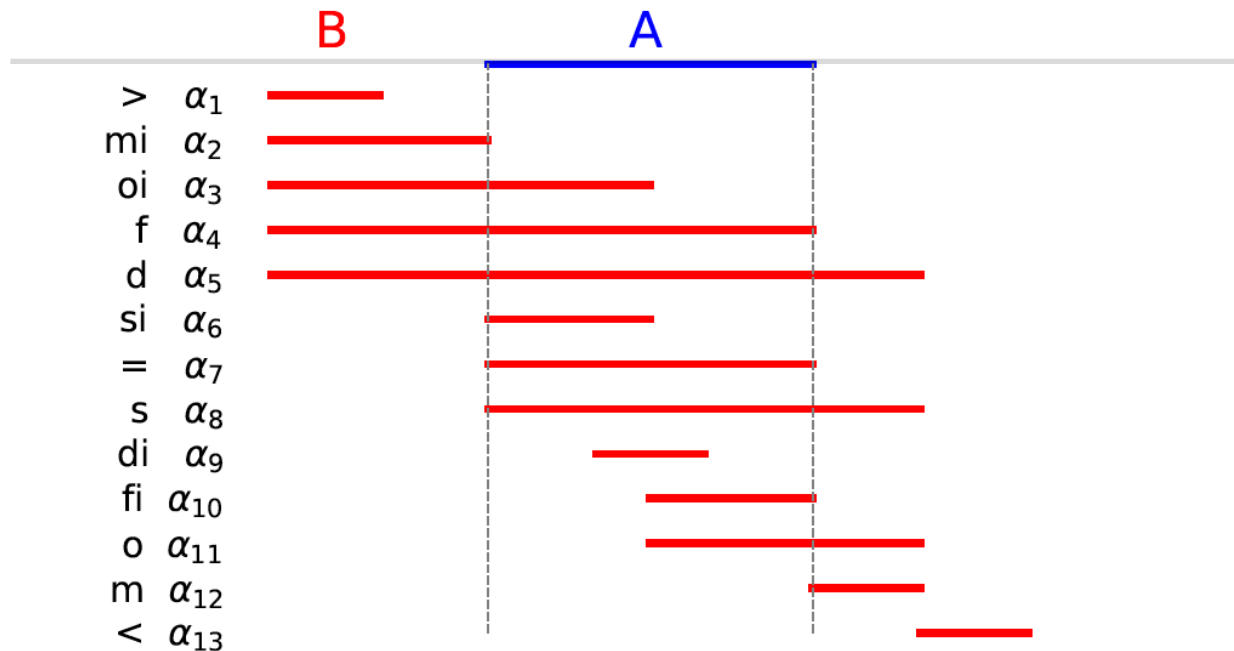 B A
> α₁
mi α₂
oi α₃
f α₄
d α₅
si α₆
= α₇
s α₈
di α₉
fi α₁₀
o α₁₁
m α₁₂
< α₁₃